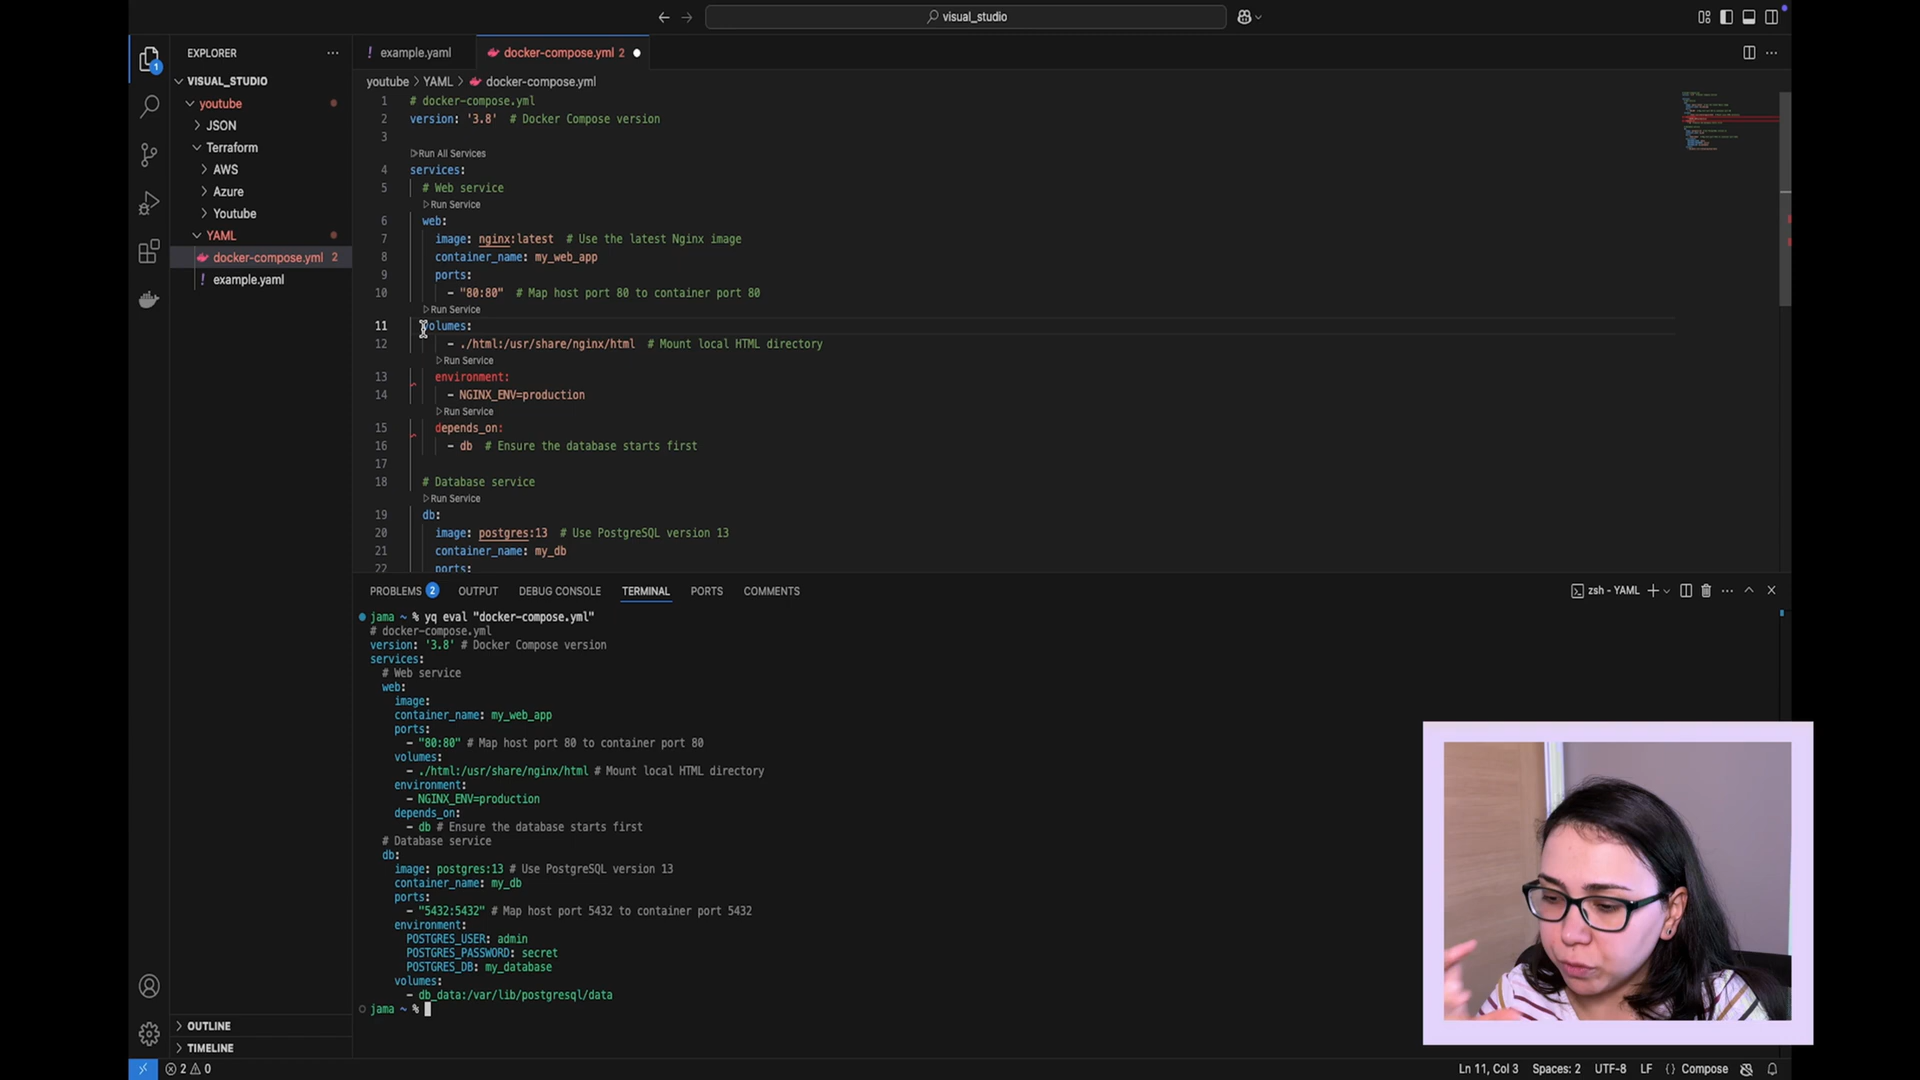 visual_studio
EXPLORER
VISUAL_STUDIO
youtube
JSON
Terraform
AWS
Azure
Youtube
YAML
docker-compose.yml 2
example.yaml
OUTLINE
TIMELINE
1
example.yaml
docker-compose.yml 2
youtube > YAML > docker-compose.yml
1 # docker-compose.yml
2 version: '3.8' # Docker Compose version
3
Run All Services
4 services:
5 # Web service
Run Service
6 web:
7 image: nginx:latest # Use the latest Nginx image
8 container_name: my_web_app
9 ports:
10 - "80:80" # Map host port 80 to container port 80
Run Service
11 volumes:
12 - ./html:/usr/share/nginx/html # Mount local HTML directory
Run Service
13 environment:
14 - NGINX_ENV=production
Run Service
15 depends_on:
16 - db # Ensure the database starts first
17
18 # Database service
Run Service
19 db:
20 image: postgres:13 # Use PostgreSQL version 13
21 container_name: my_db
22 ports:
PROBLEMS 2 OUTPUT DEBUG CONSOLE TERMINAL PORTS COMMENTS
zsh - YAML
jama ~ % yq eval "docker-compose.yml"
# docker-compose.yml
version: '3.8' # Docker Compose version
services:
# Web service
web:
image:
container_name: my_web_app
ports:
- "80:80" # Map host port 80 to container port 80
volumes:
- ./html:/usr/share/nginx/html # Mount local HTML directory
environment:
- NGINX_ENV=production
depends_on:
- db # Ensure the database starts first
# Database service
db:
image: postgres:13 # Use PostgreSQL version 13
container_name: my_db
ports:
- "5432:5432" # Map host port 5432 to container port 5432
environment:
POSTGRES_USER: admin
POSTGRES_PASSWORD: secret
POSTGRES_DB: my_database
volumes:
- db_data:/var/lib/postgresql/data
jama ~ %
2 0
Ln 11, Col 3 Spaces: 2 UTF-8 LF {} Compose